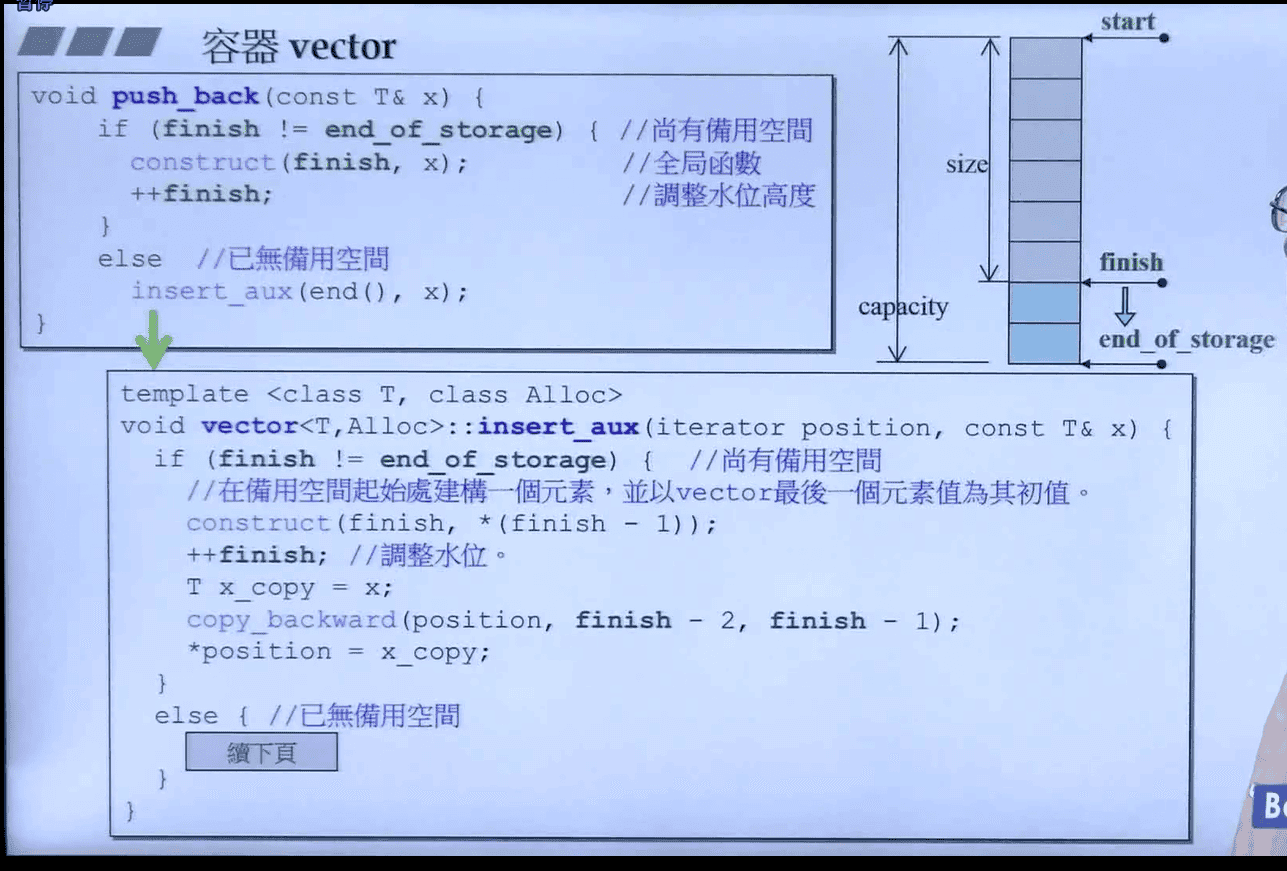 暫停
容器 vector
void push_back(const T& x) {
if (finish != end_of_storage) { //尚有備用空間
construct(finish, x); //全局函數
++finish; //調整水位高度
}
else //已無備用空間
insert_aux(end(), x);
}
start
size
finish
capacity
end_of_storage
template <class T, class Alloc>
void vector<T,Alloc>::insert_aux(iterator position, const T& x) {
if (finish != end_of_storage) { //尚有備用空間
//在備用空間起始處建構一個元素，並以vector最後一個元素值為其初值。
construct(finish, *(finish - 1));
++finish; //調整水位。
T x_copy = x;
copy_backward(position, finish - 2, finish - 1);
*position = x_copy;
}
else { //已無備用空間
續下頁
}
}